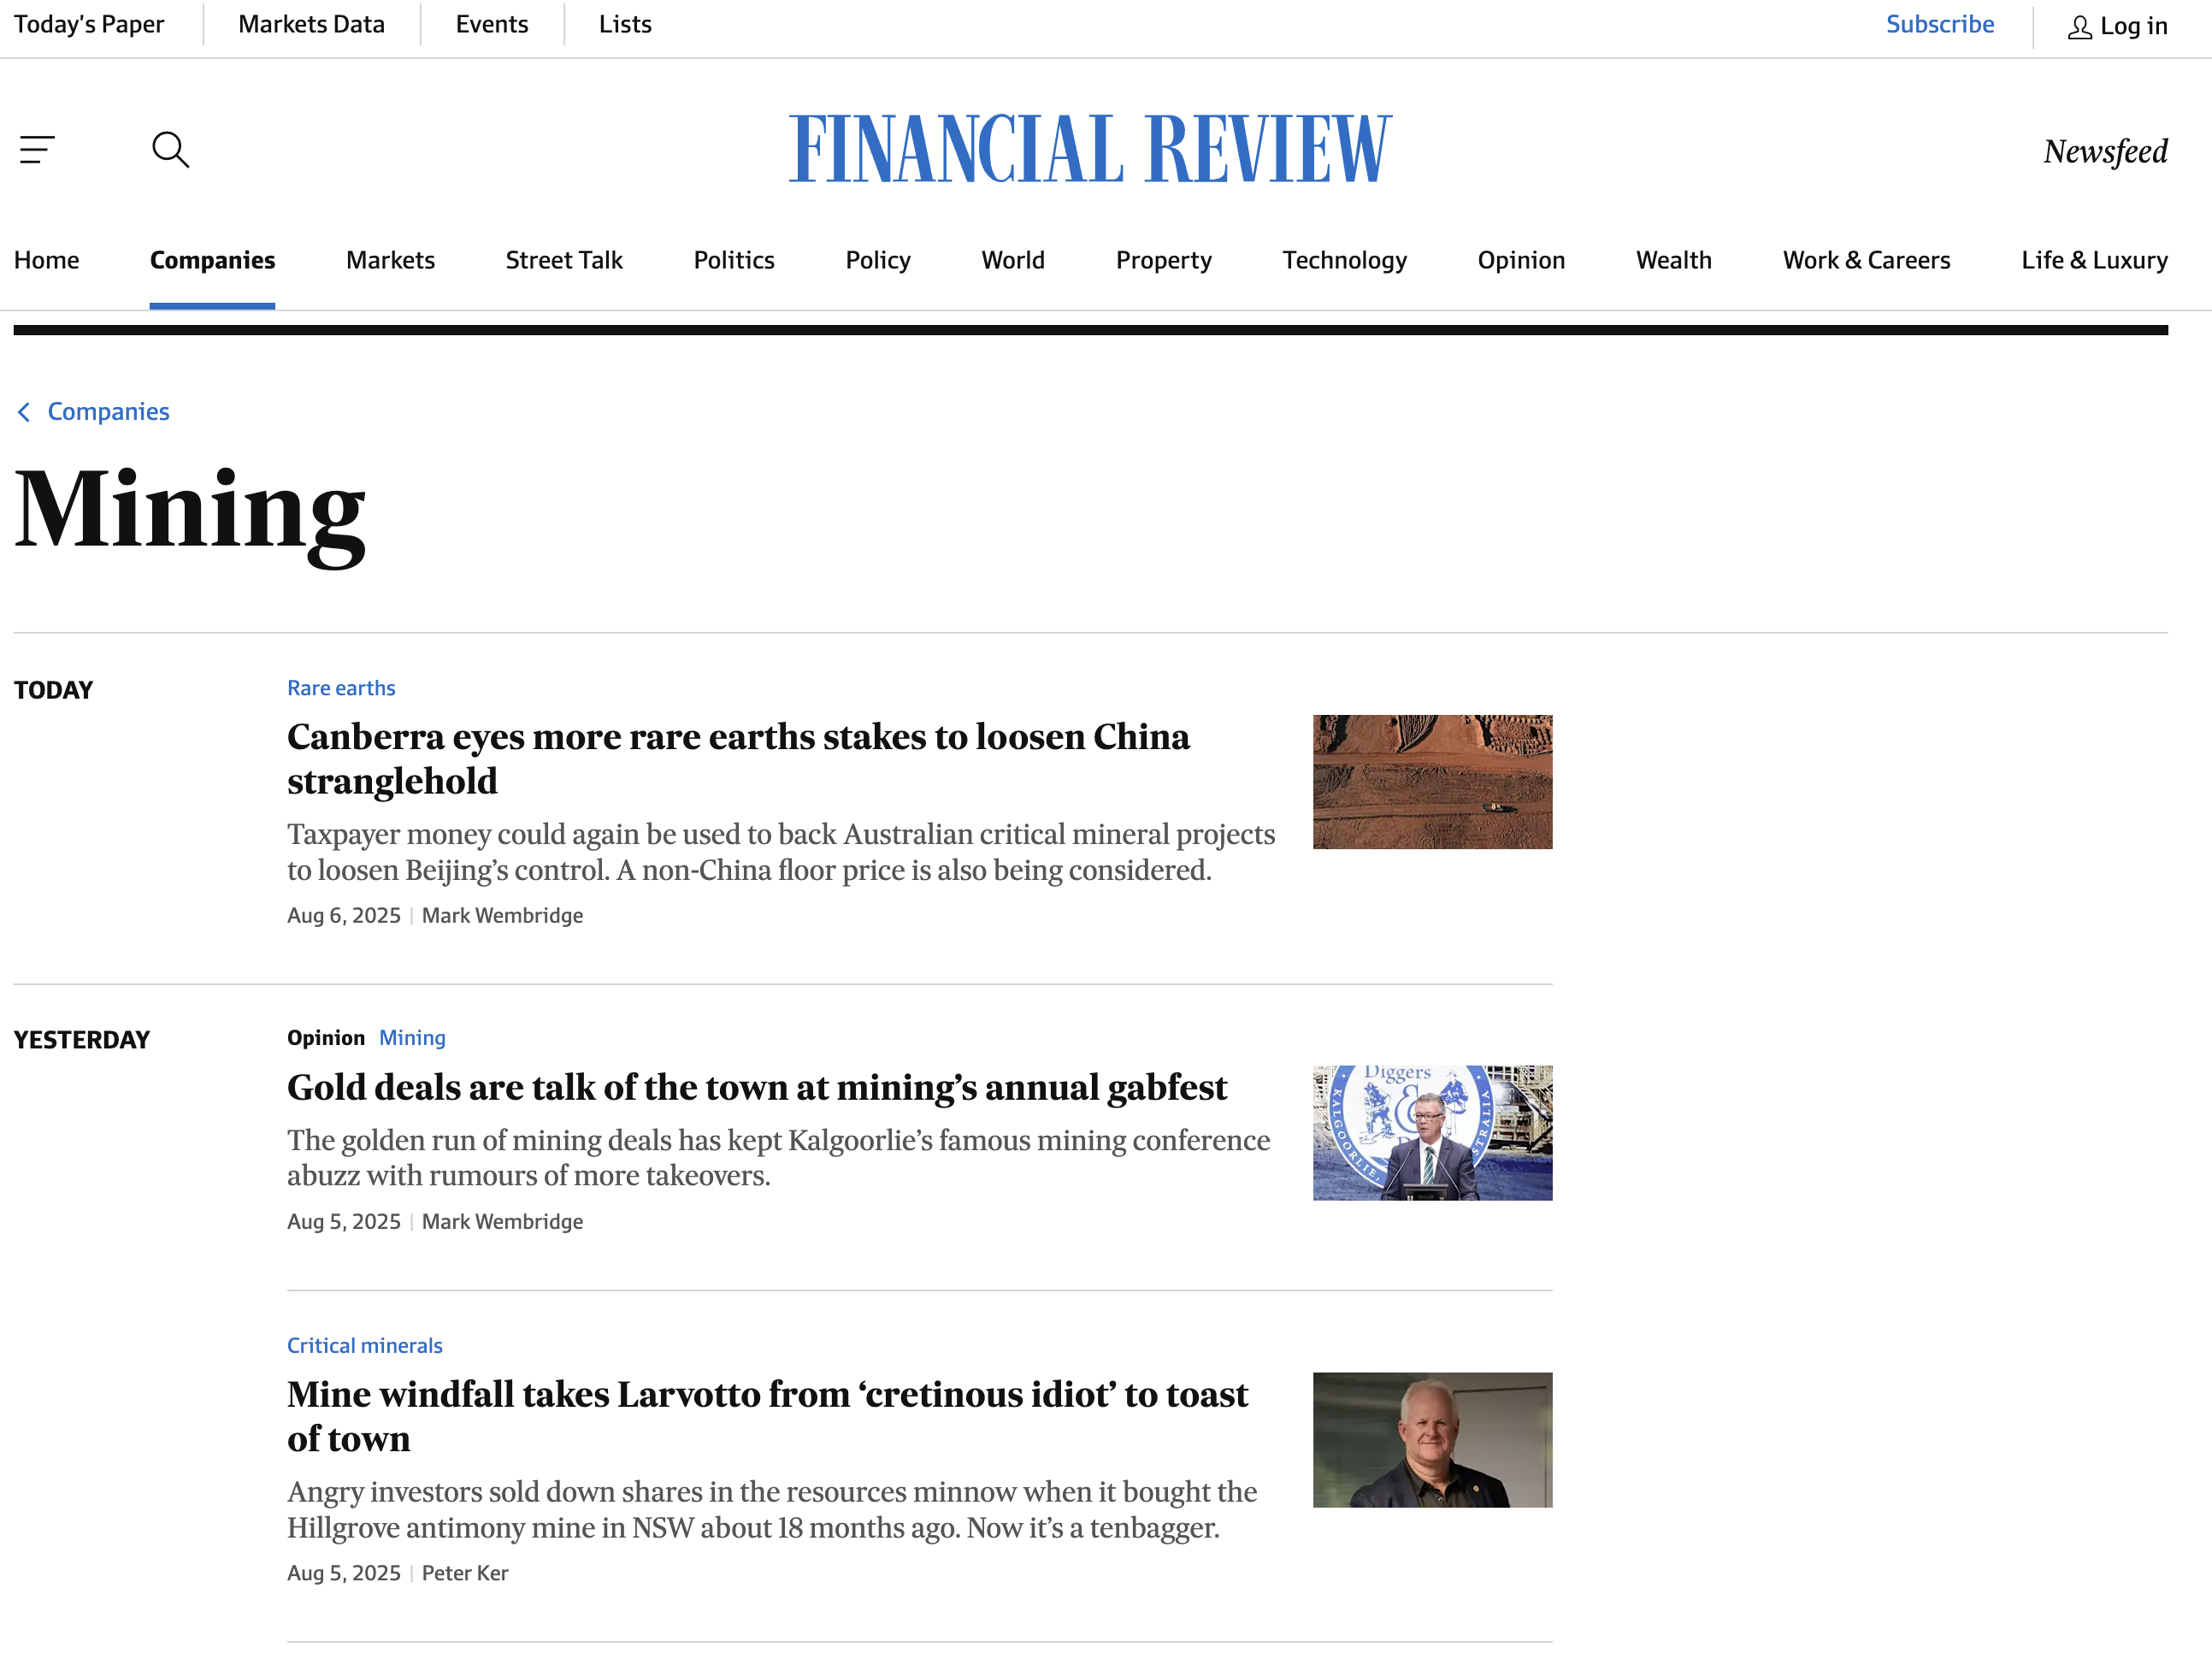 Today's Paper
Markets Data
Events
Lists
Subscribe
Log in
FINANCIAL REVIEW
Newsfeed
Home
Companies
Markets
Street Talk
Politics
Policy
World
Property
Technology
Opinion
Wealth
Work & Careers
Life & Luxury
Companies
Mining
TODAY
Rare earths
Canberra eyes more rare earths stakes to loosen China
stranglehold
Taxpayer money could again be used to back Australian critical mineral projects
to loosen Beijing’s control. A non-China floor price is also being considered.
Aug 6, 2025 | Mark Wembridge
YESTERDAY
Opinion Mining
Gold deals are talk of the town at mining’s annual gabfest
The golden run of mining deals has kept Kalgoorlie’s famous mining conference
abuzz with rumours of more takeovers.
Aug 5, 2025 | Mark Wembridge
Diggers
&
KALGOORLIE,
Critical minerals
Mine windfall takes Larvotto from ‘cretinous idiot’ to toast
of town
Angry investors sold down shares in the resources minnow when it bought the
Hillgrove antimony mine in NSW about 18 months ago. Now it’s a tenbagger.
Aug 5, 2025 | Peter Ker